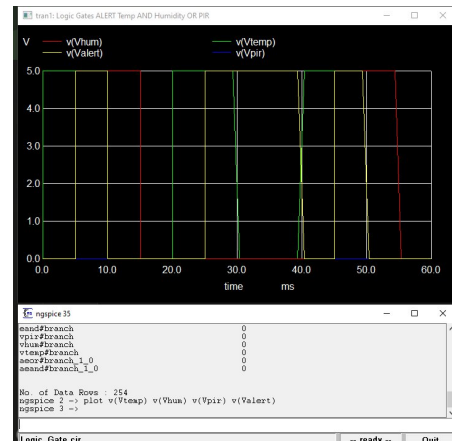 tran1: Logic Gates ALERT Temp AND Humidity OR PIR
V
v(Vhum) v(Vtemp)
v(Valert) v(Vpir)
5.0
4.0
3.0
2.0
1.0
0.0
0.0 10.0 20.0 30.0 40.0 50.0 60.0
time ms
ngspice 35
eand#branch 0
vpir#branch 0
vhum#branch 0
vtemp#branch 0
aeor#branch_1_0 0
aeand#branch_1_0 0
No. of Data Rows : 254
ngspice 2 -> plot v(Vtemp) v(Vhum) v(Vpir) v(Valert)
ngspice 3 ->
Logic Gate.cir -- ready -- Quit